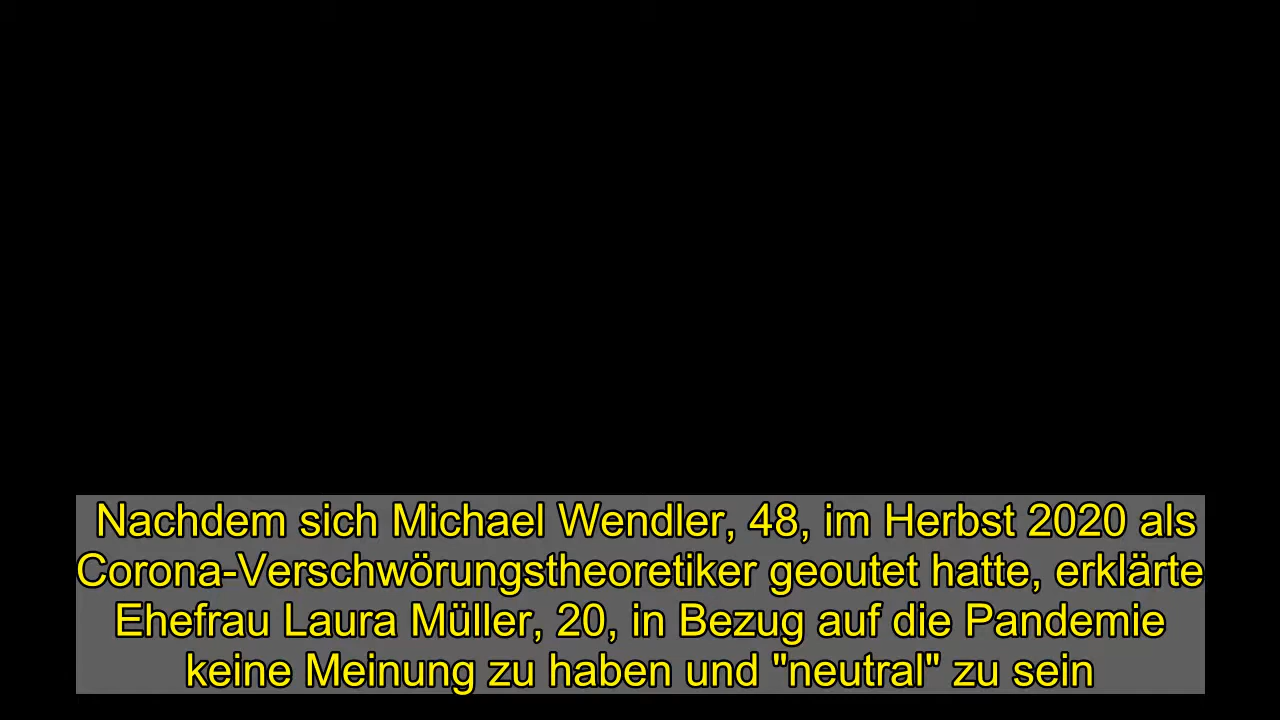 Nachdem sich Michael Wendler, 48, im Herbst 2020 als
Corona-Verschwörungstheoretiker geoutet hatte, erklärte
Ehefrau Laura Müller, 20, in Bezug auf die Pandemie
keine Meinung zu haben und "neutral" zu sein